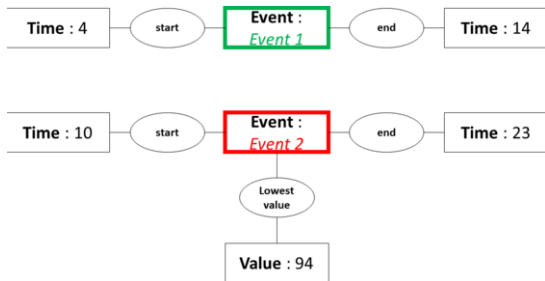 Time : 4
start
Event :
Event 1
end
Time : 14
Time : 10
start
Event :
Event 2
end
Time : 23
Lowest
value
Value : 94